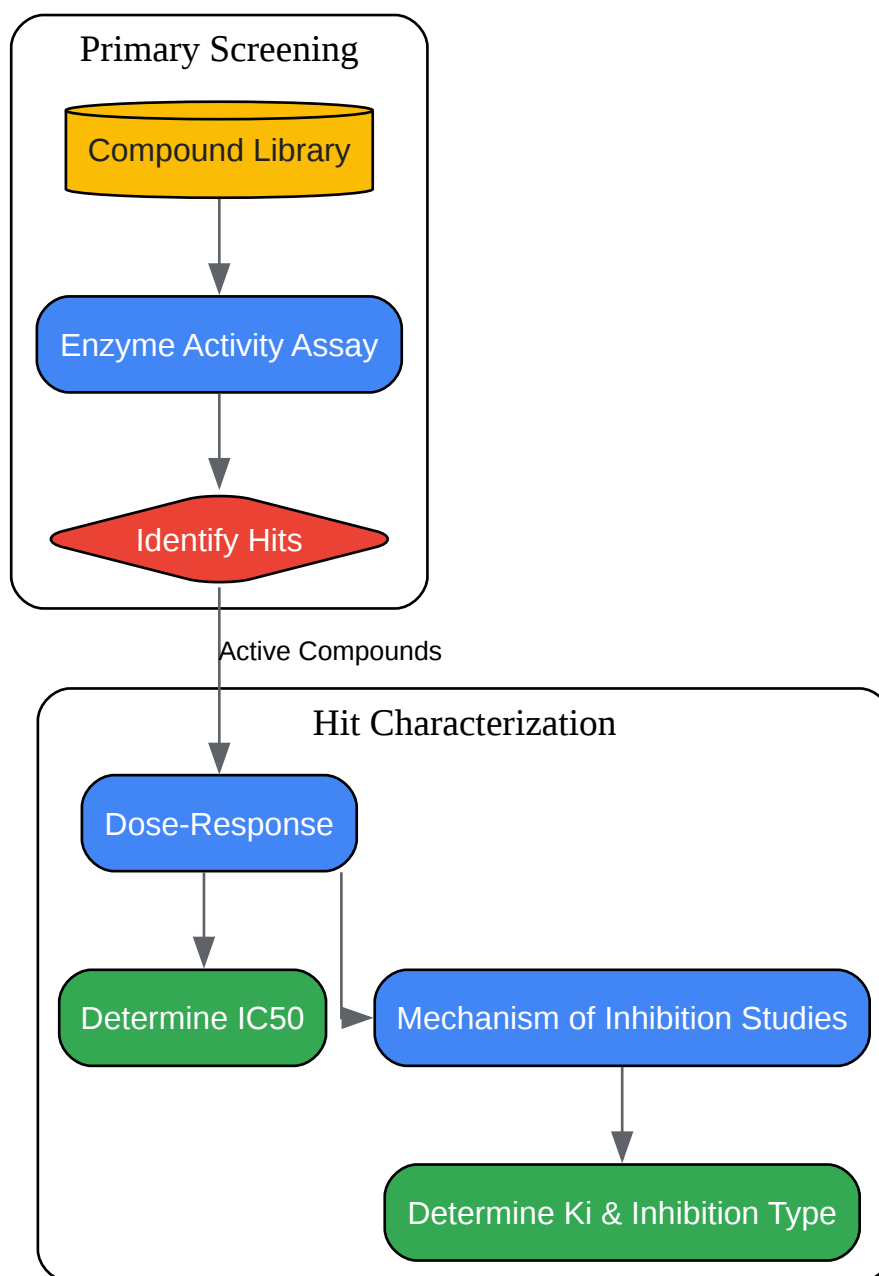 Primary Screening
Compound Library
Enzyme Activity Assay
Identify Hits
Active Compounds
Hit Characterization
Dose-Response
Determine IC50
Mechanism of Inhibition Studies
Determine Ki & Inhibition Type